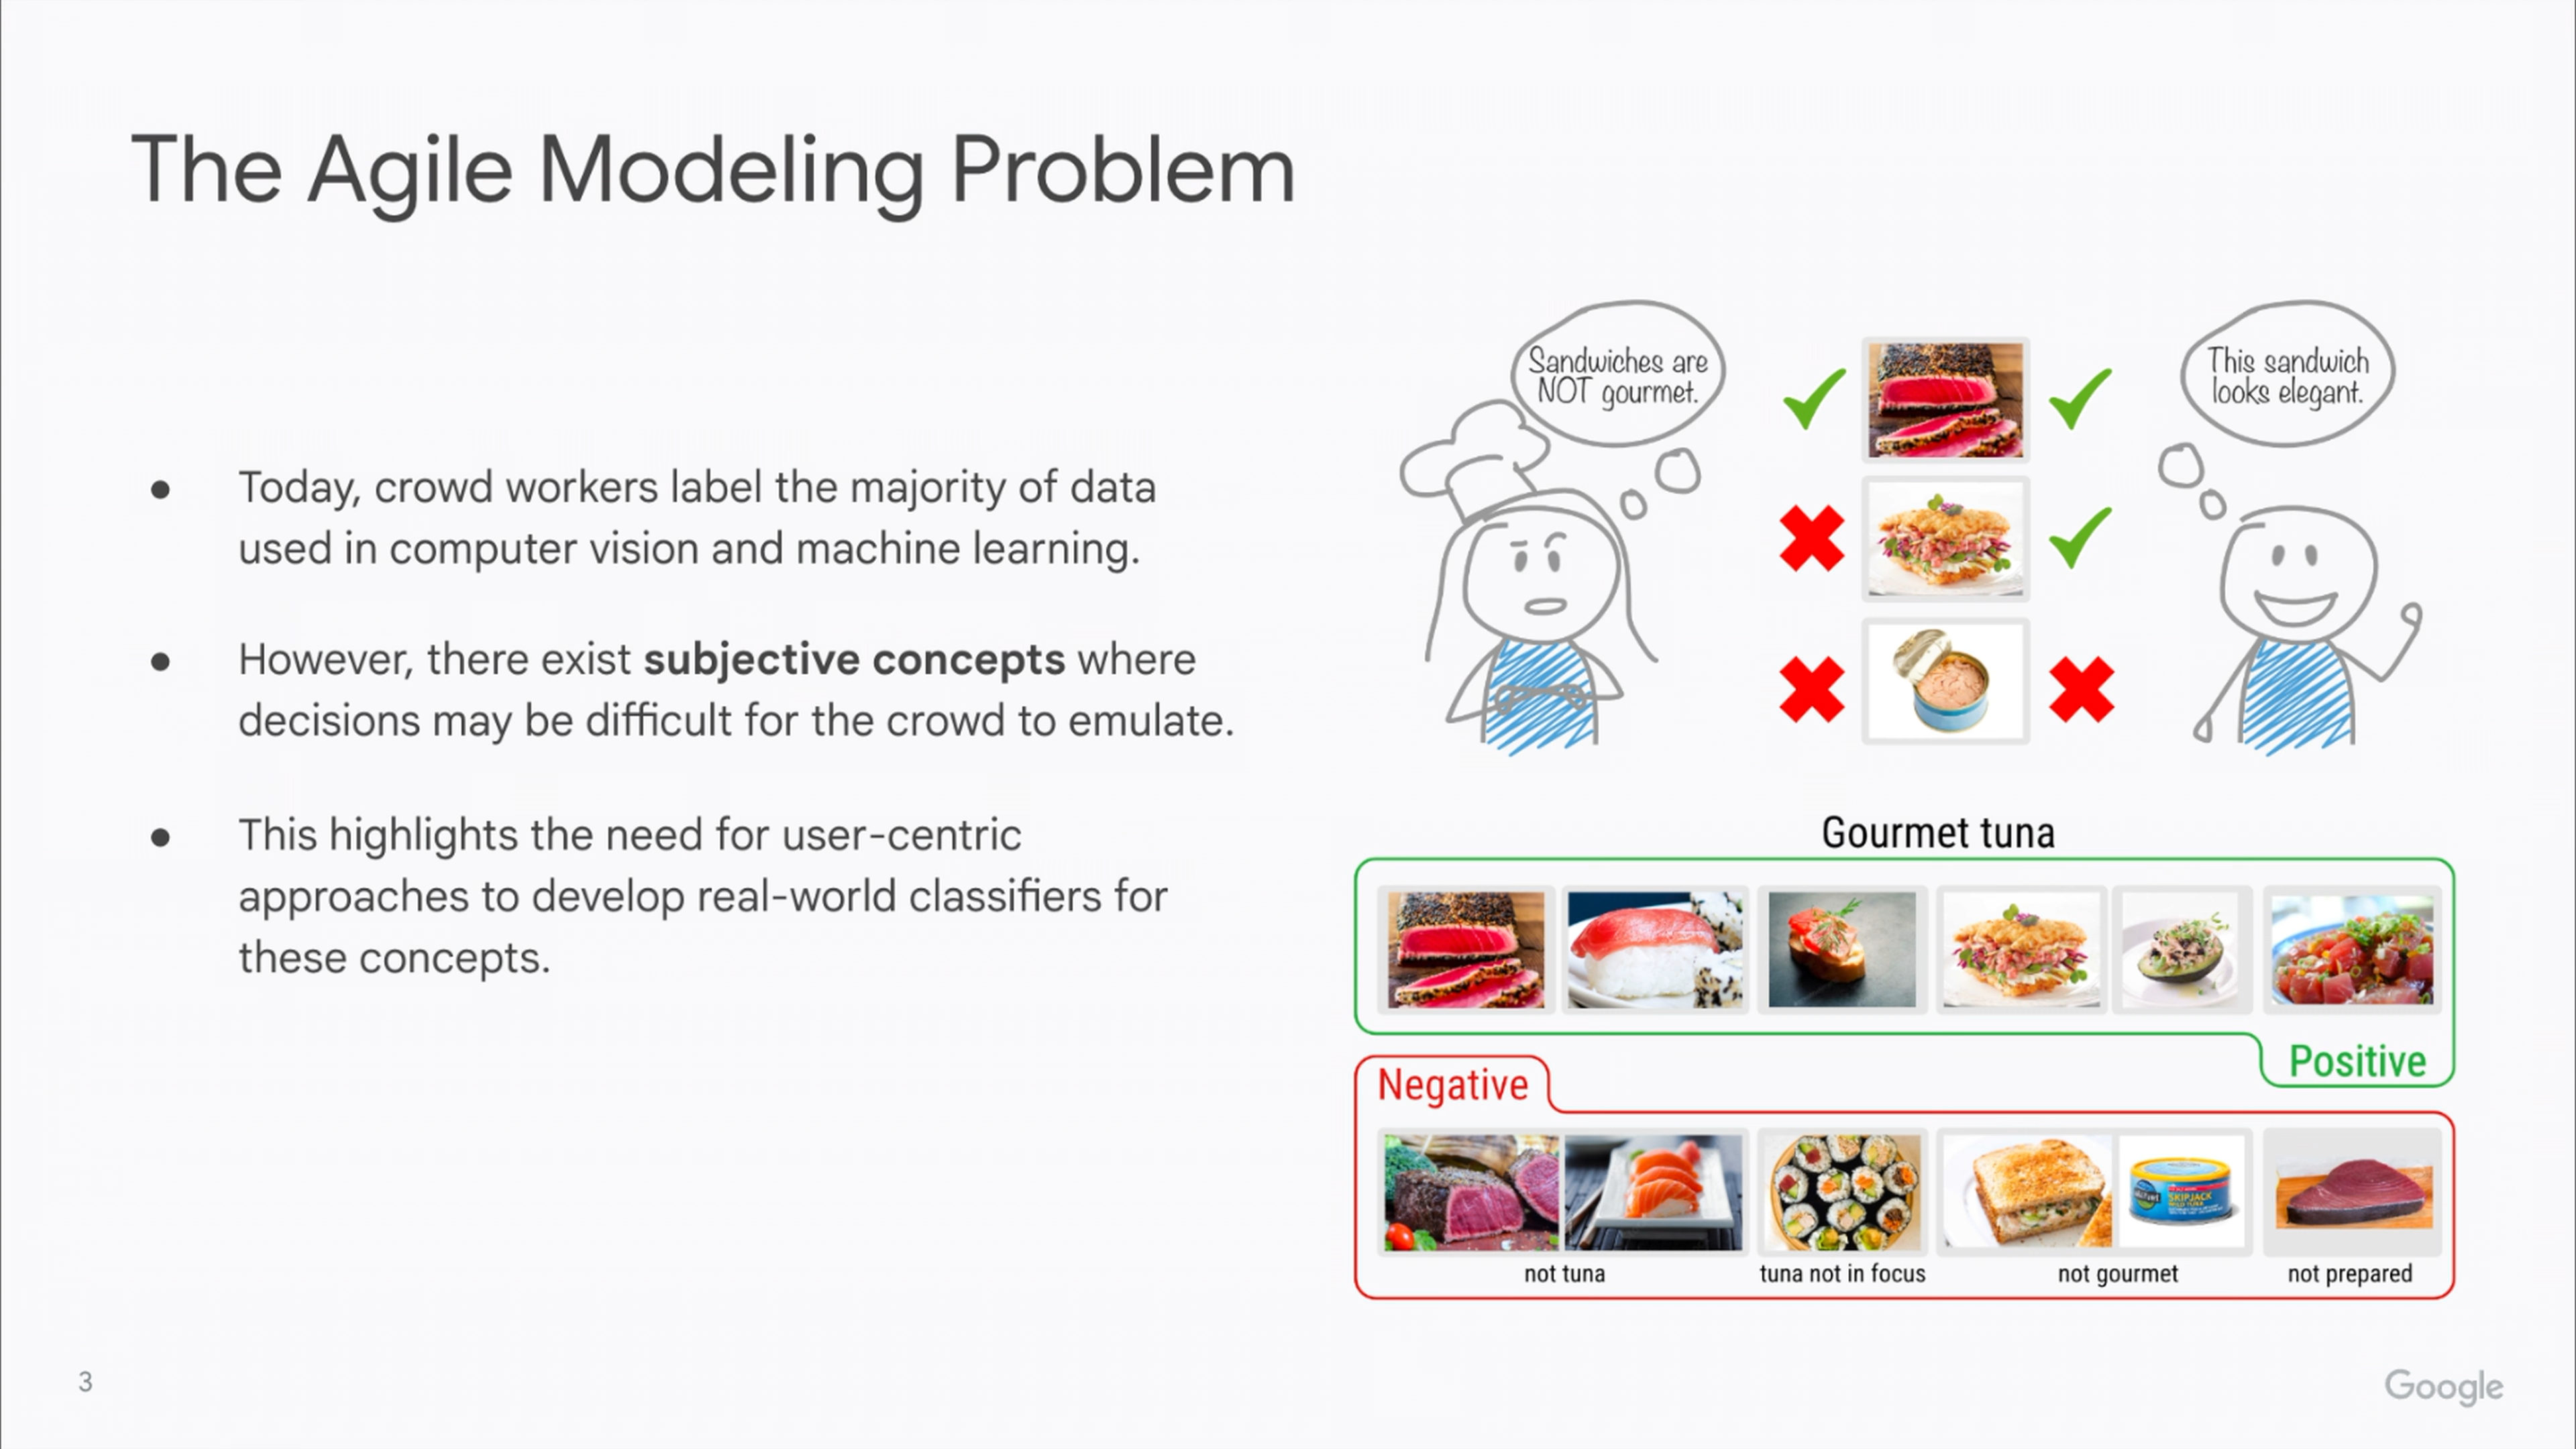 The Agile Modeling Problem
● Today, crowd workers label the majority of data
used in computer vision and machine learning.
● However, there exist subjective concepts where
decisions may be difficult for the crowd to emulate.
● This highlights the need for user-centric
approaches to develop real-world classifiers for
these concepts.
Sandwiches are
NOT gourmet.
This sandwich
looks elegant.
Gourmet tuna
Positive
Negative
SKIPJACK
not tuna
tuna not in focus
not gourmet
not prepared
3
Google